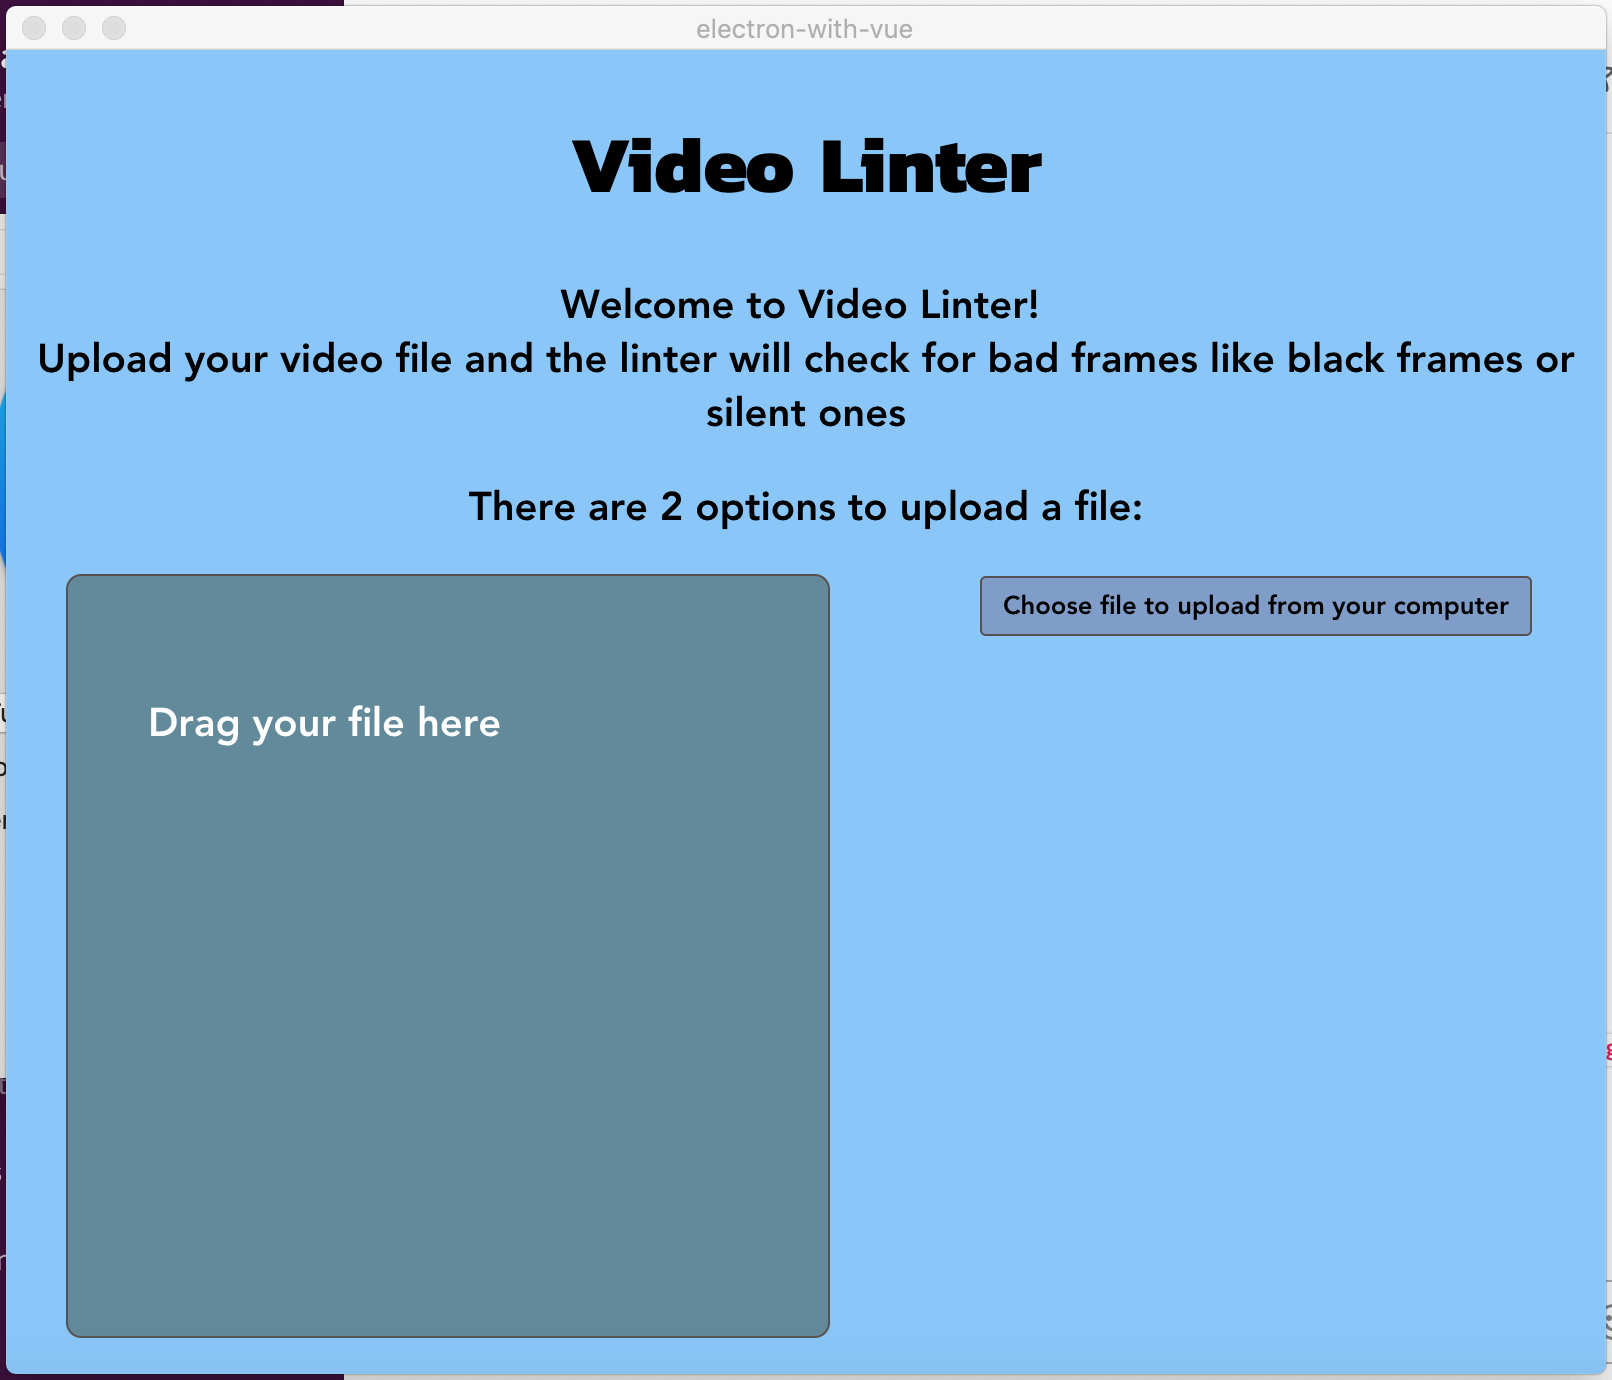 electron-with-vue
Video Linter
Welcome to Video Linter!
Upload your video file and the linter will check for bad frames like black frames or
silent ones
There are 2 options to upload a file:
Choose file to upload from your computer
Drag your file here